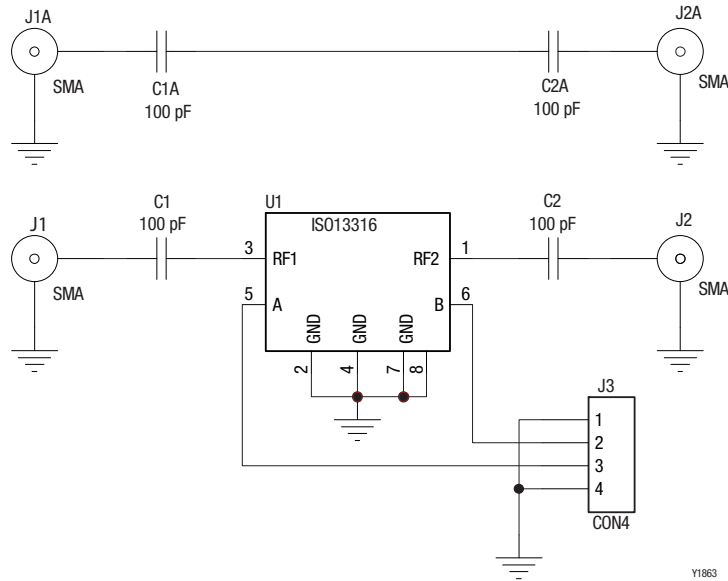 J1A
J2A
SMA
C1A
100 pF
C2A
100 pF
SMA
J1
C1
100 pF
U1
ISO13316
C2
100 pF
J2
3
RF1
RF2
1
SMA
5
A
B
6
SMA
GND
GND
GND
2
4
7
8
J3
1
2
3
4
CON4
Y1863